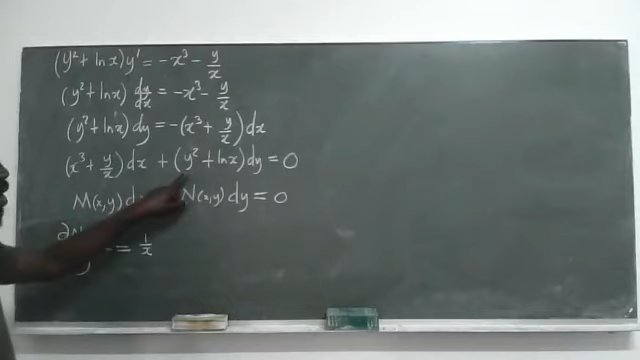 (y² + ln x) y' = -x³ - y/x
(y² + ln x) dy/dx = -x³ - y/x
(y² + ln x) dy = -(x³ + y/x) dx
(x³ + y/x) dx + (y² + ln x) dy = 0
M(x,y) d N(x,y) dy = 0
∂ = 1/x